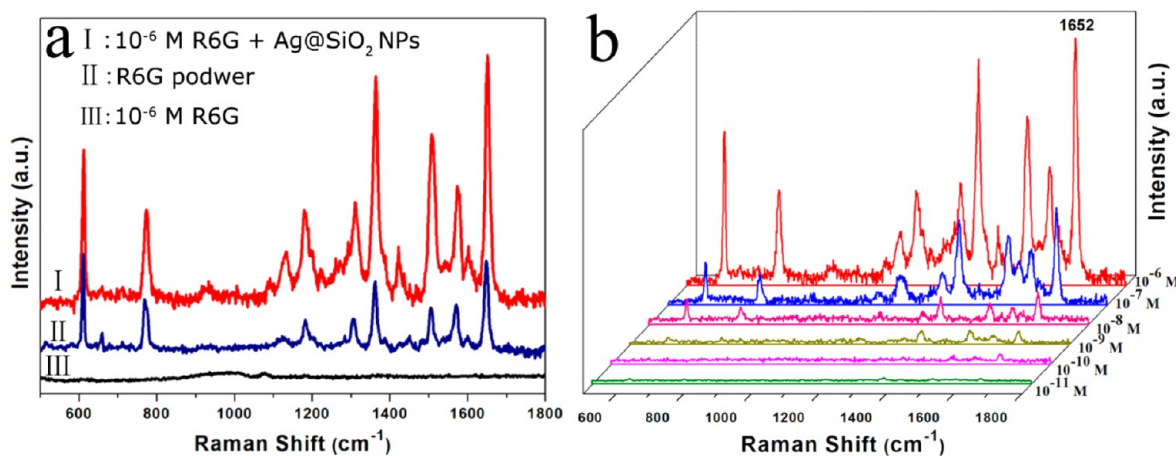 a
I : 10⁻⁶ M R6G + Ag@SiO₂ NPs
II : R6G podwer
III: 10⁻⁶ M R6G
Intensity (a.u.)
I
II
III
600 800 1000 1200 1400 1600 1800
Raman Shift (cm⁻¹)
b
1652
Intensity (a.u.)
10⁻⁶ M
10⁻⁷ M
10⁻⁸ M
10⁻⁹ M
10⁻¹⁰ M
10⁻¹¹ M
600 800 1000 1200 1400 1600 1800
Raman Shift (cm⁻¹)